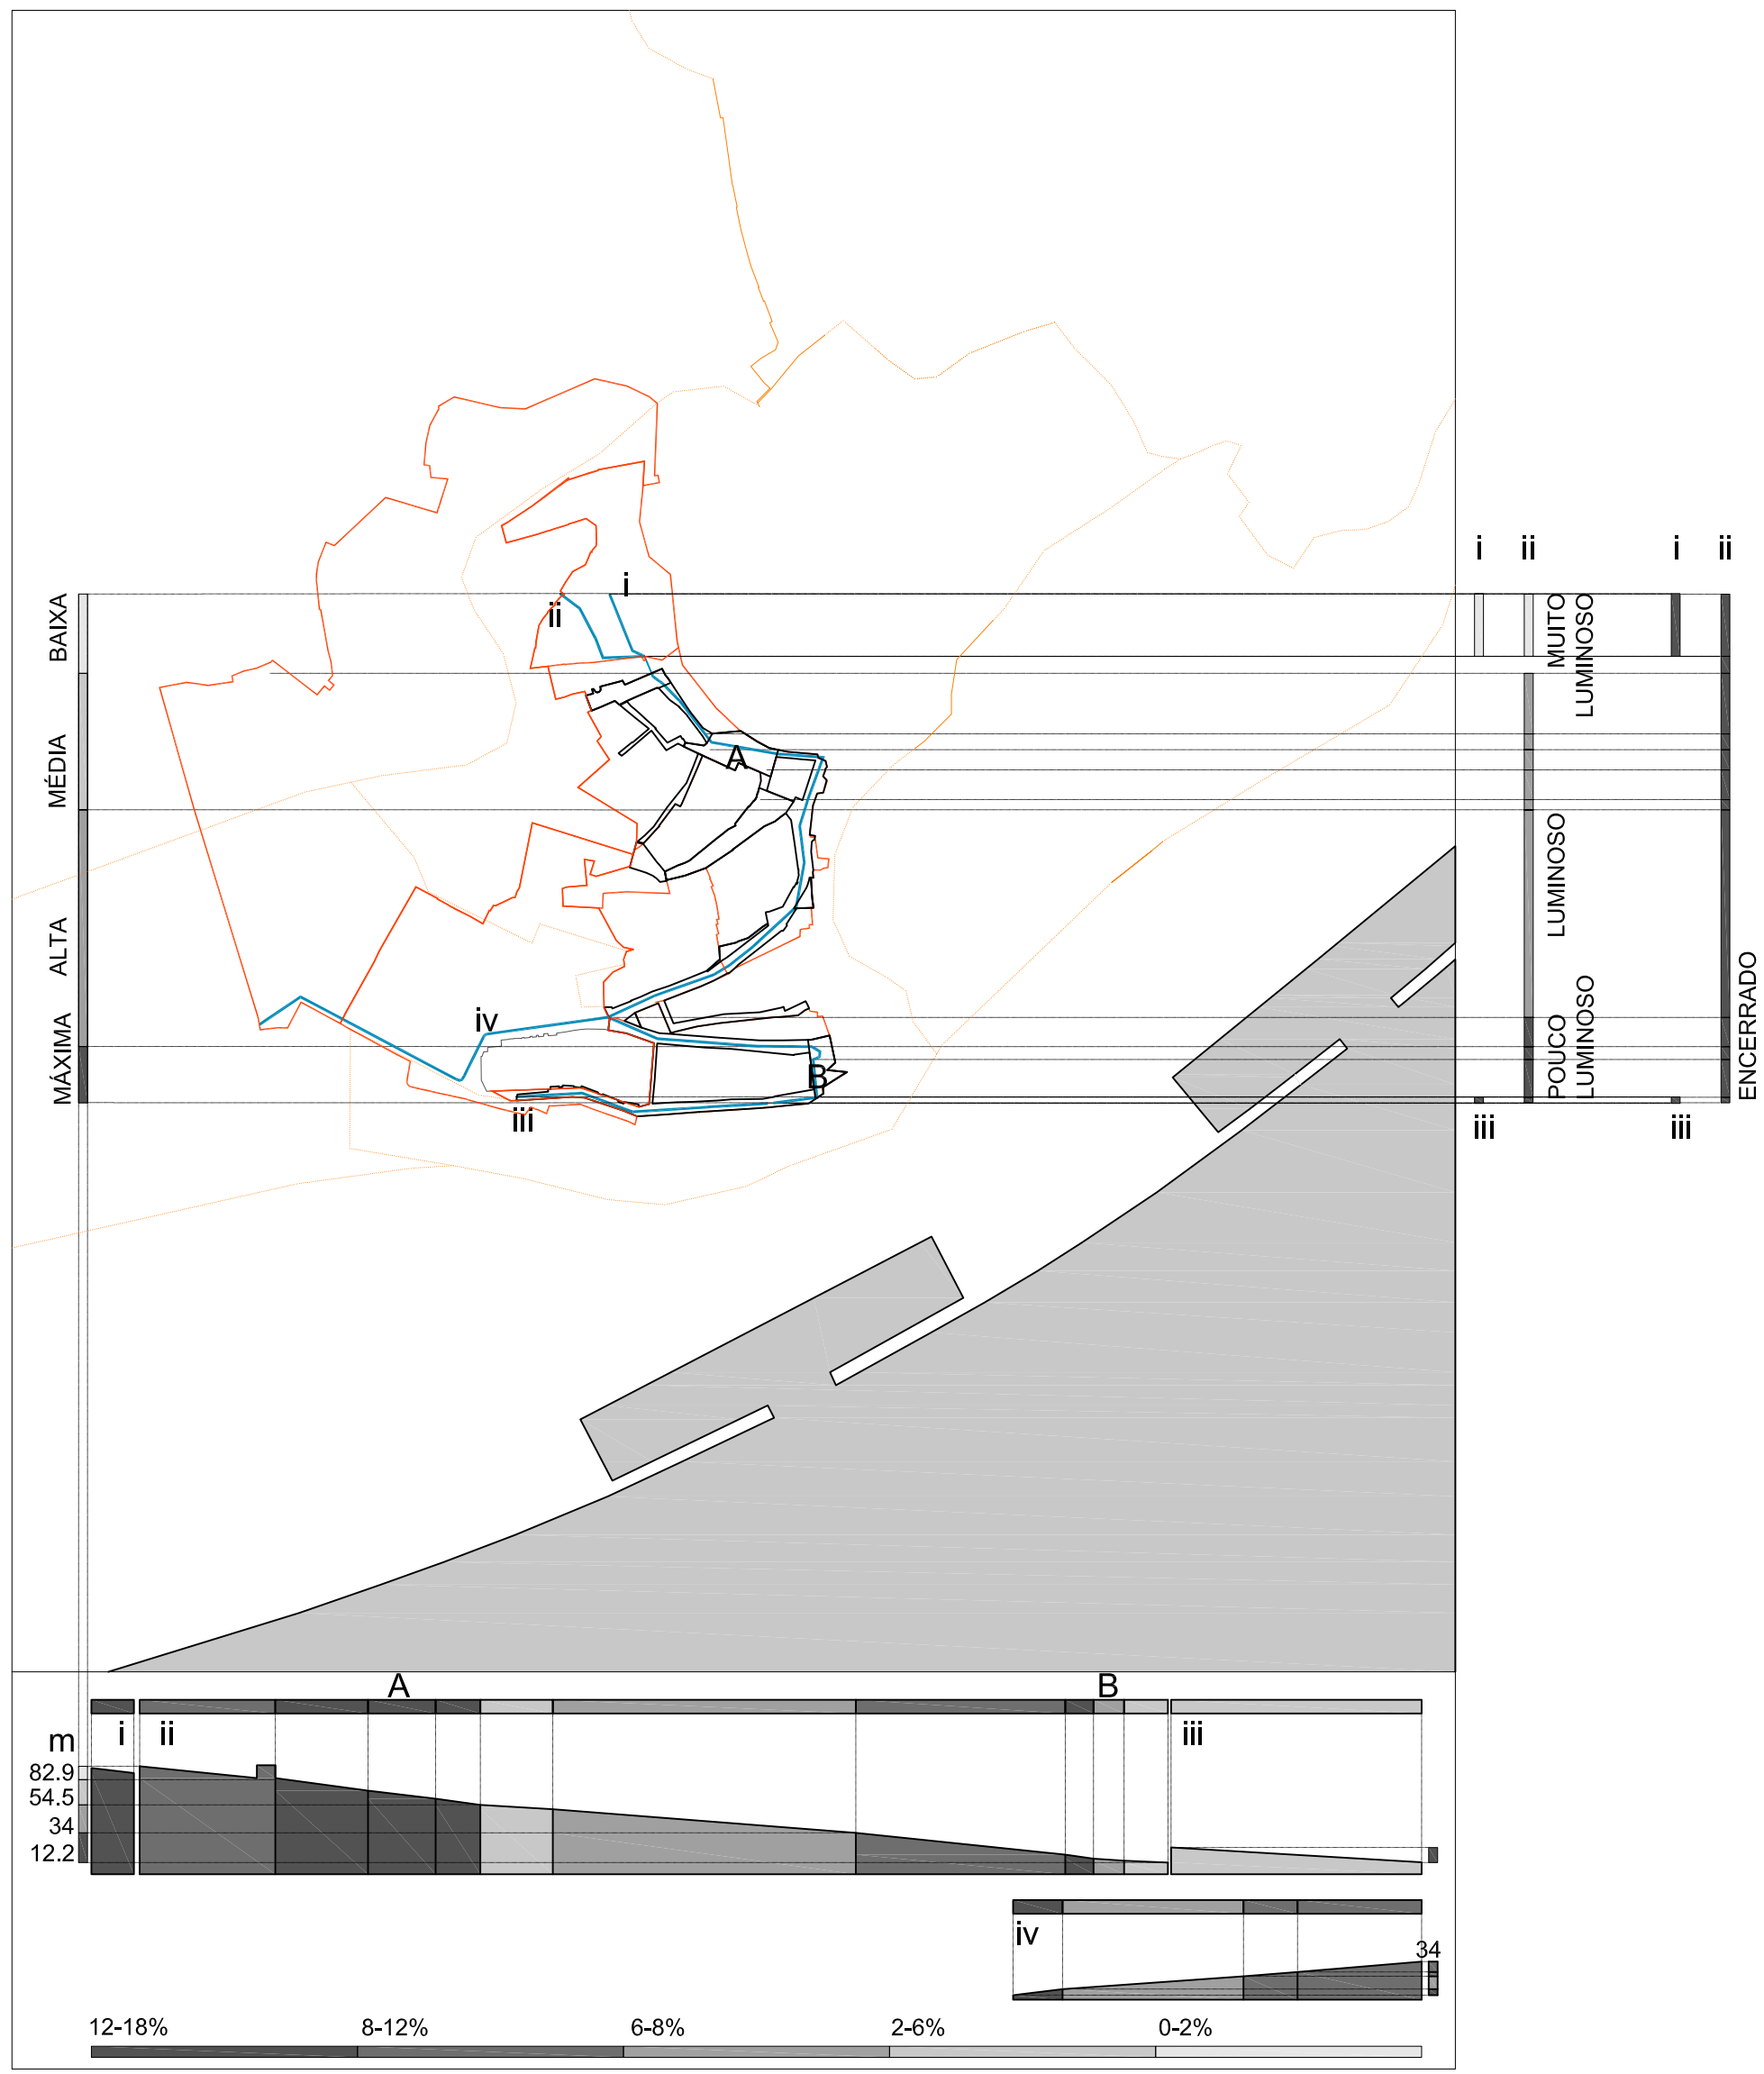 i
ii
i
ii
BAIXA
MÉDIA
ALTA
MÁXIMA
i
ii
A
iv
B
iii
MUITO
LUMINOSO
LUMINOSO
POUCO
LUMINOSO
ENCERRADO
iii
iii
A
B
i
ii
iii
m
82.9
54.5
34
12.2
iv
34
12-18%
8-12%
6-8%
2-6%
0-2%